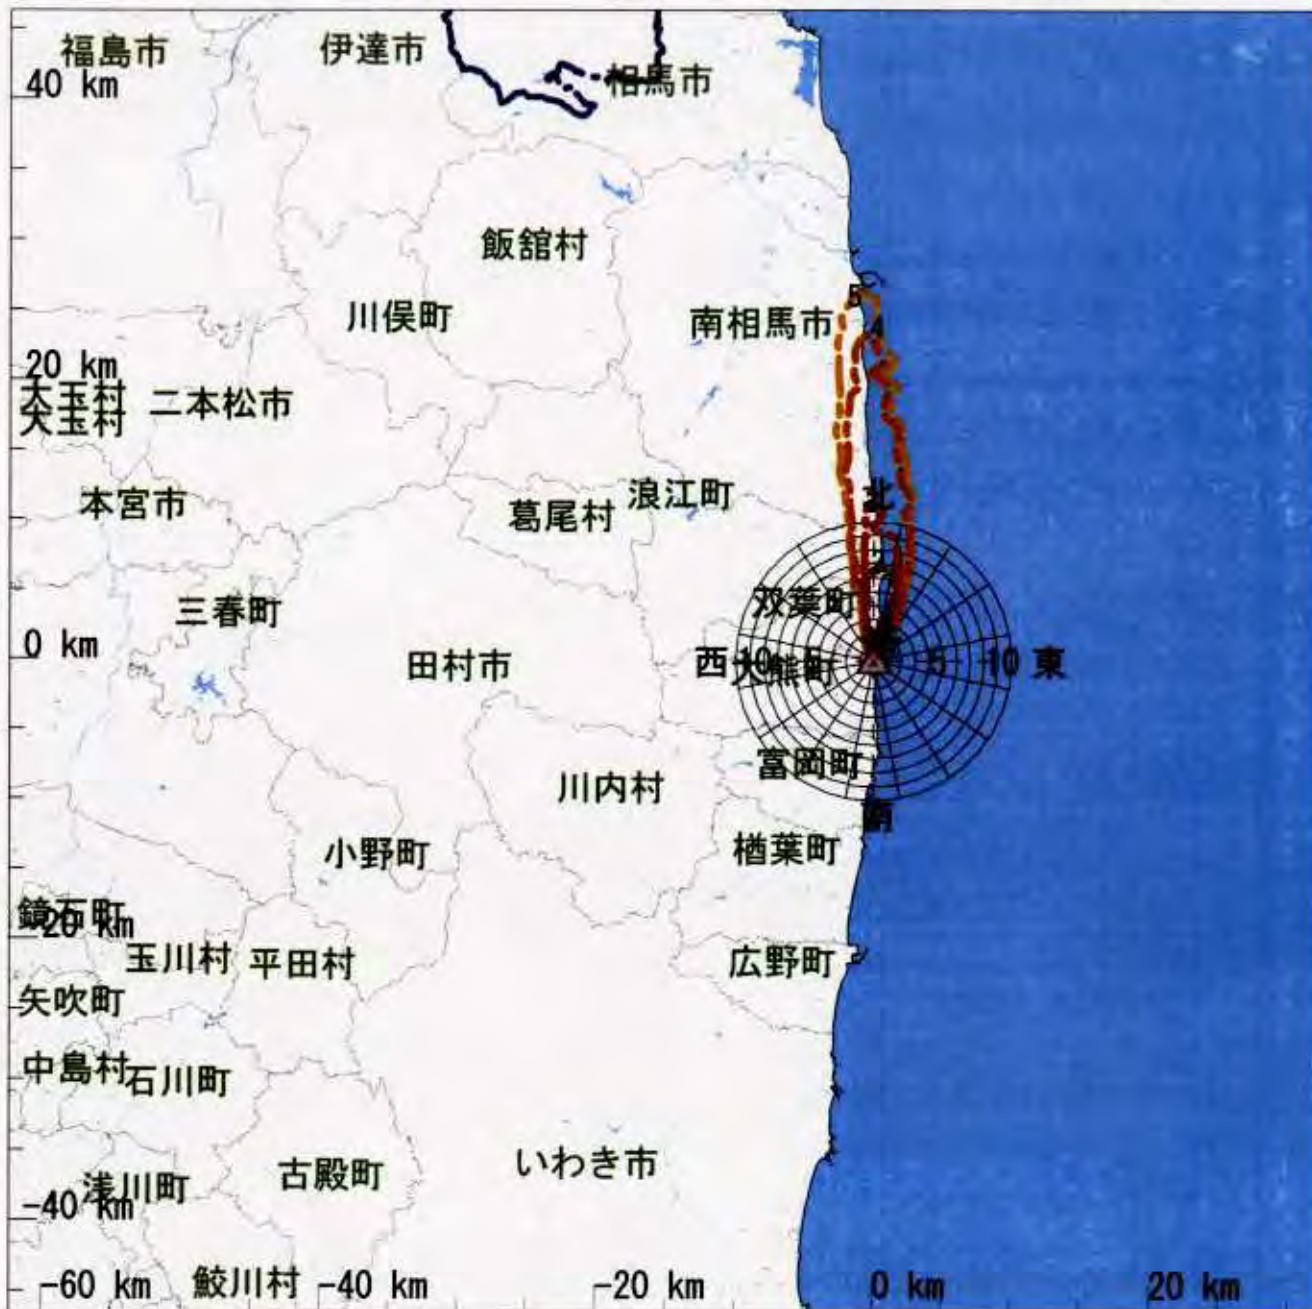 福島市
伊達市
40 km
相馬市
飯舘村
5
川俣町
南相馬市
4
20 km
大玉村
二本松市
大玉村
本宮市
葛尾村
浪江町
北
三春町
双葉町
0 km
田村市
西
10
大熊町
5
10
東
富岡町
川内村
南
小野町
楢葉町
鏡石町
-20 km
玉川村
平田村
広野町
矢吹町
中島村
石川町
いわき市
浅川町
古殿町
-40 km
-60 km
鮫川村
-40 km
-20 km
0 km
20 km